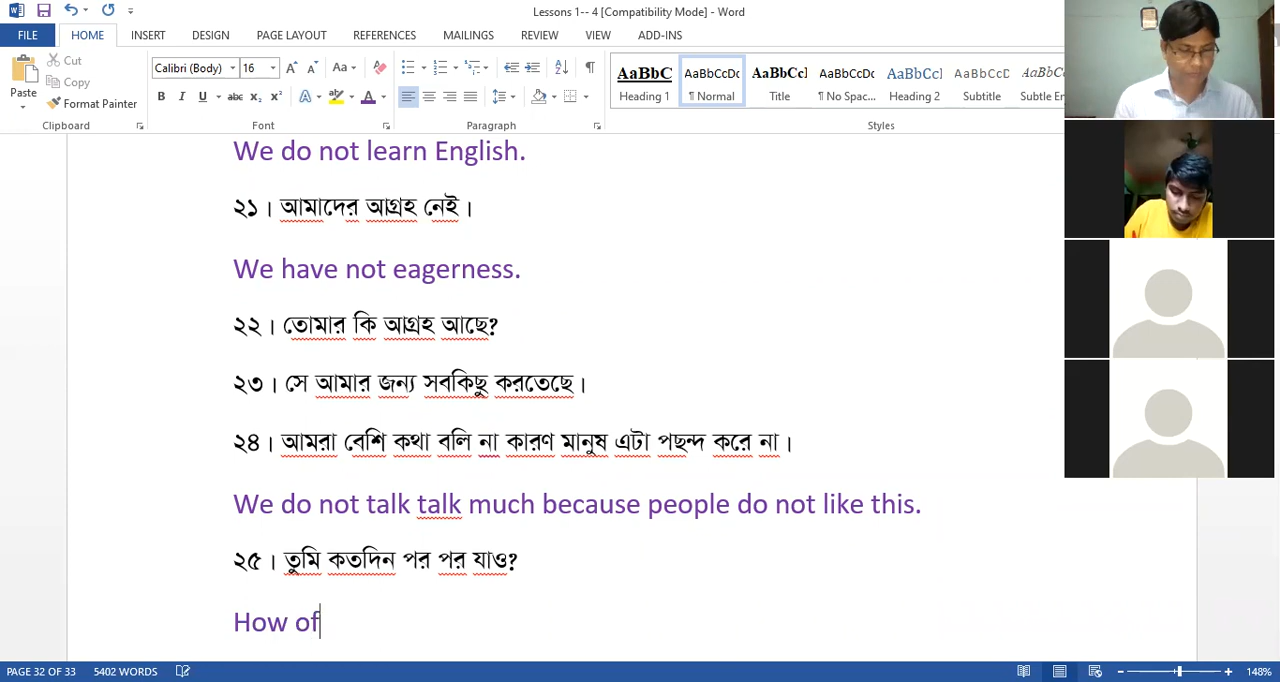 Lessons 1-- 4 [Compatibility Mode] - Word
FILE HOME INSERT DESIGN PAGE LAYOUT REFERENCES MAILINGS REVIEW VIEW ADD-INS
Cut
Copy
Format Painter
Paste
Clipboard
Calibri (Body) 16
Font
Paragraph
AaBbC AaBbCcDc AaBbCcI AaBbCcDc AaBbCcI AaBbCcD AaBbCcD
Heading 1 ¶ Normal Title ¶ No Spac... Heading 2 Subtitle Subtle Em
Styles
We do not learn English.
২১। আমাদের আগ্রহ নেই।
We have not eagerness.
২২। তোমার কি আগ্রহ আছে?
২৩। সে আমার জন্য সবকিছু করতেছে।
২৪। আমরা বেশি কথা বলি না কারণ মানুষ এটা পছন্দ করে না।
We do not talk talk much because people do not like this.
২৫। তুমি কতদিন পর পর যাও?
How of
PAGE 32 OF 33 5402 WORDS 148%